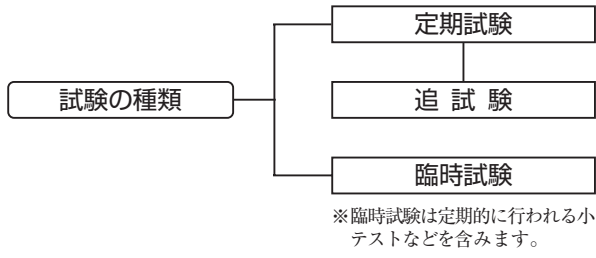 定期試験
試験の種類
追 試 験
臨時試験
※臨時試験は定期的に行われる小
テストなどを含みます。